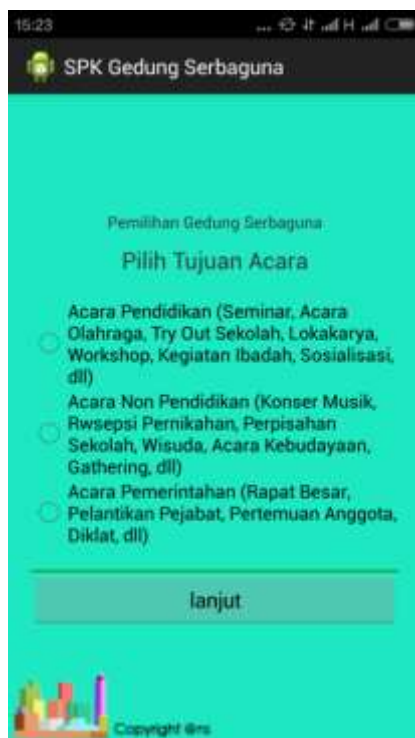 15:23
... H
SPK Gedung Serbaguna
Pemilihan Gedung Serbaguna
Pilih Tujuan Acara
Acara Pendidikan (Seminar, Acara
Olahraga, Try Out Sekolah, Lokakarya,
Workshop, Kegiatan Ibadah, Sosialisasi,
dll)
Acara Non Pendidikan (Konser Musik,
Rwsepsi Pernikahan, Perpisahan
Sekolah, Wisuda, Acara Kebudayaan,
Gathering, dll)
Acara Pemerintahan (Rapat Besar,
Pelantikan Pejabat, Pertemuan Anggota,
Diklat, dll)
lanjut
Copyright